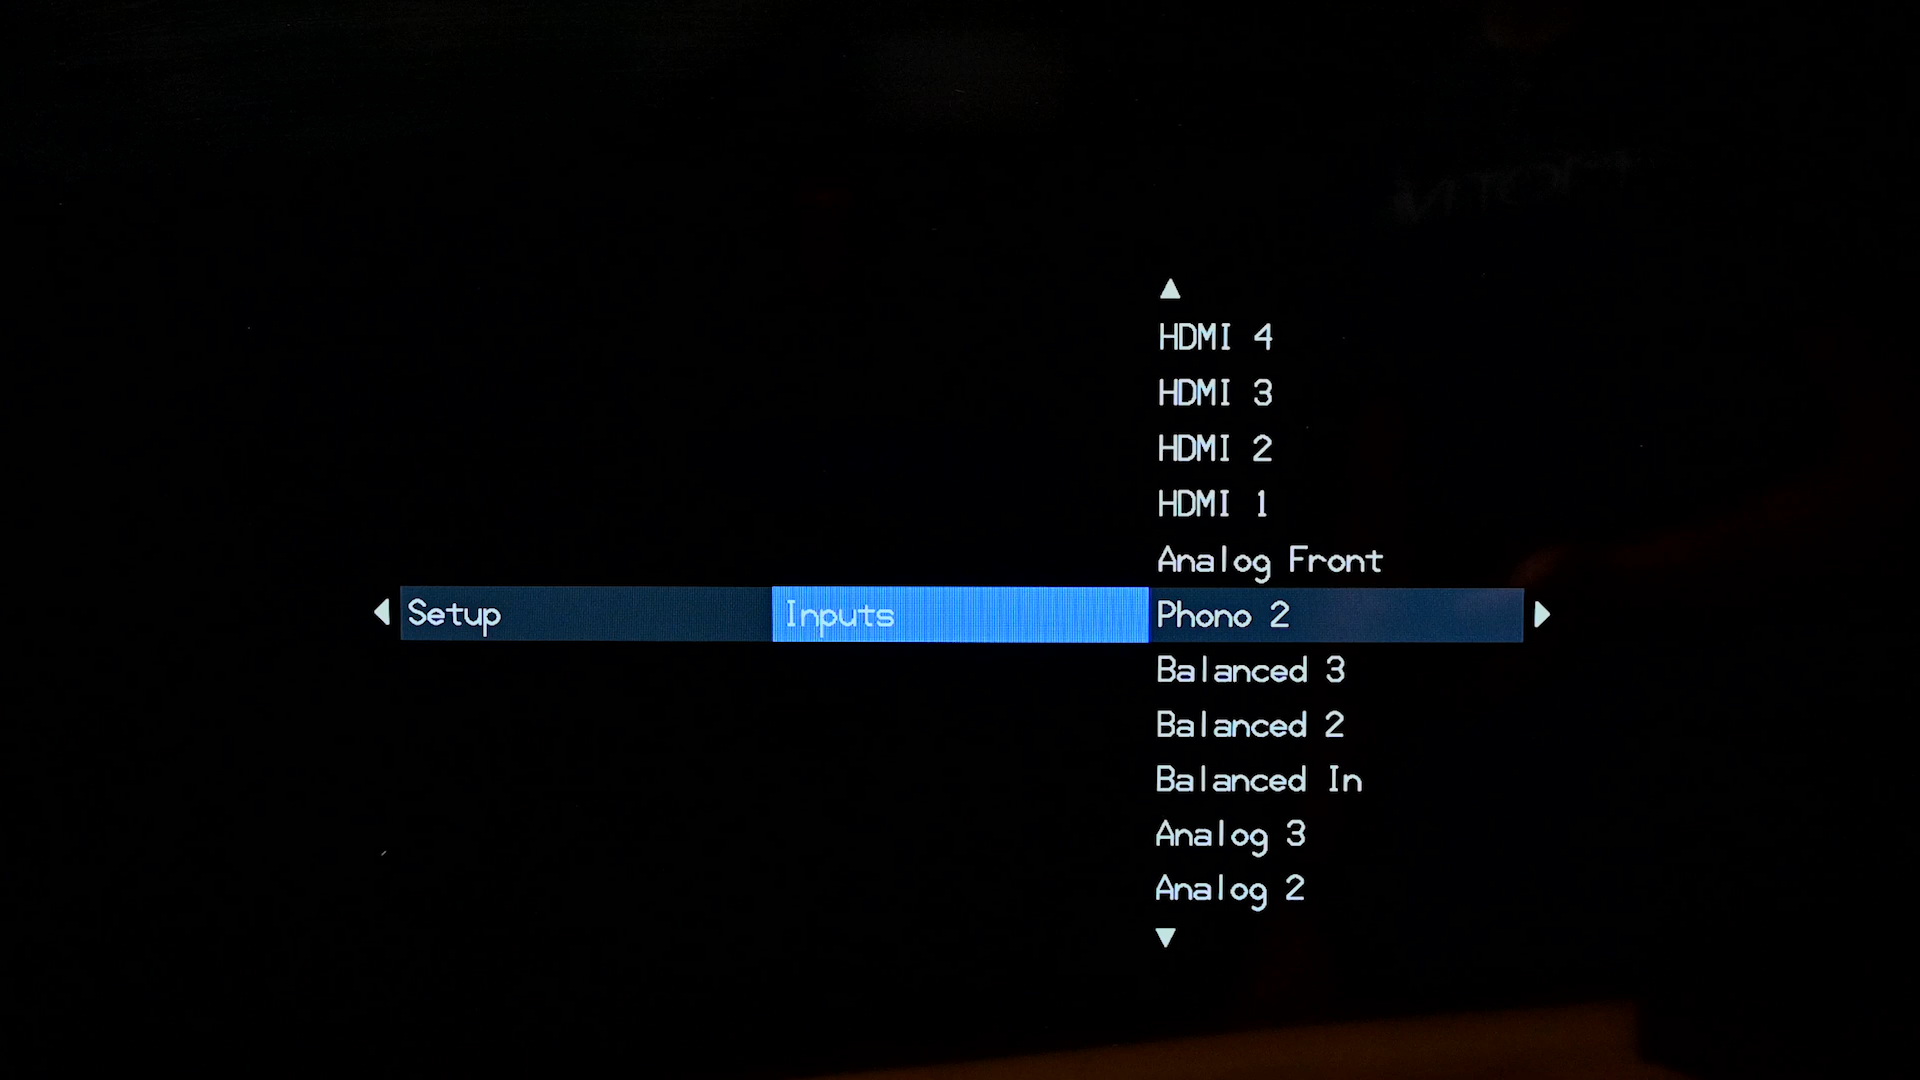 HDMI 4
HDMI 3
HDMI 2
HDMI 1
Analog Front
Setup Inputs Phono 2
Balanced 3
Balanced 2
Balanced In
Analog 3
Analog 2